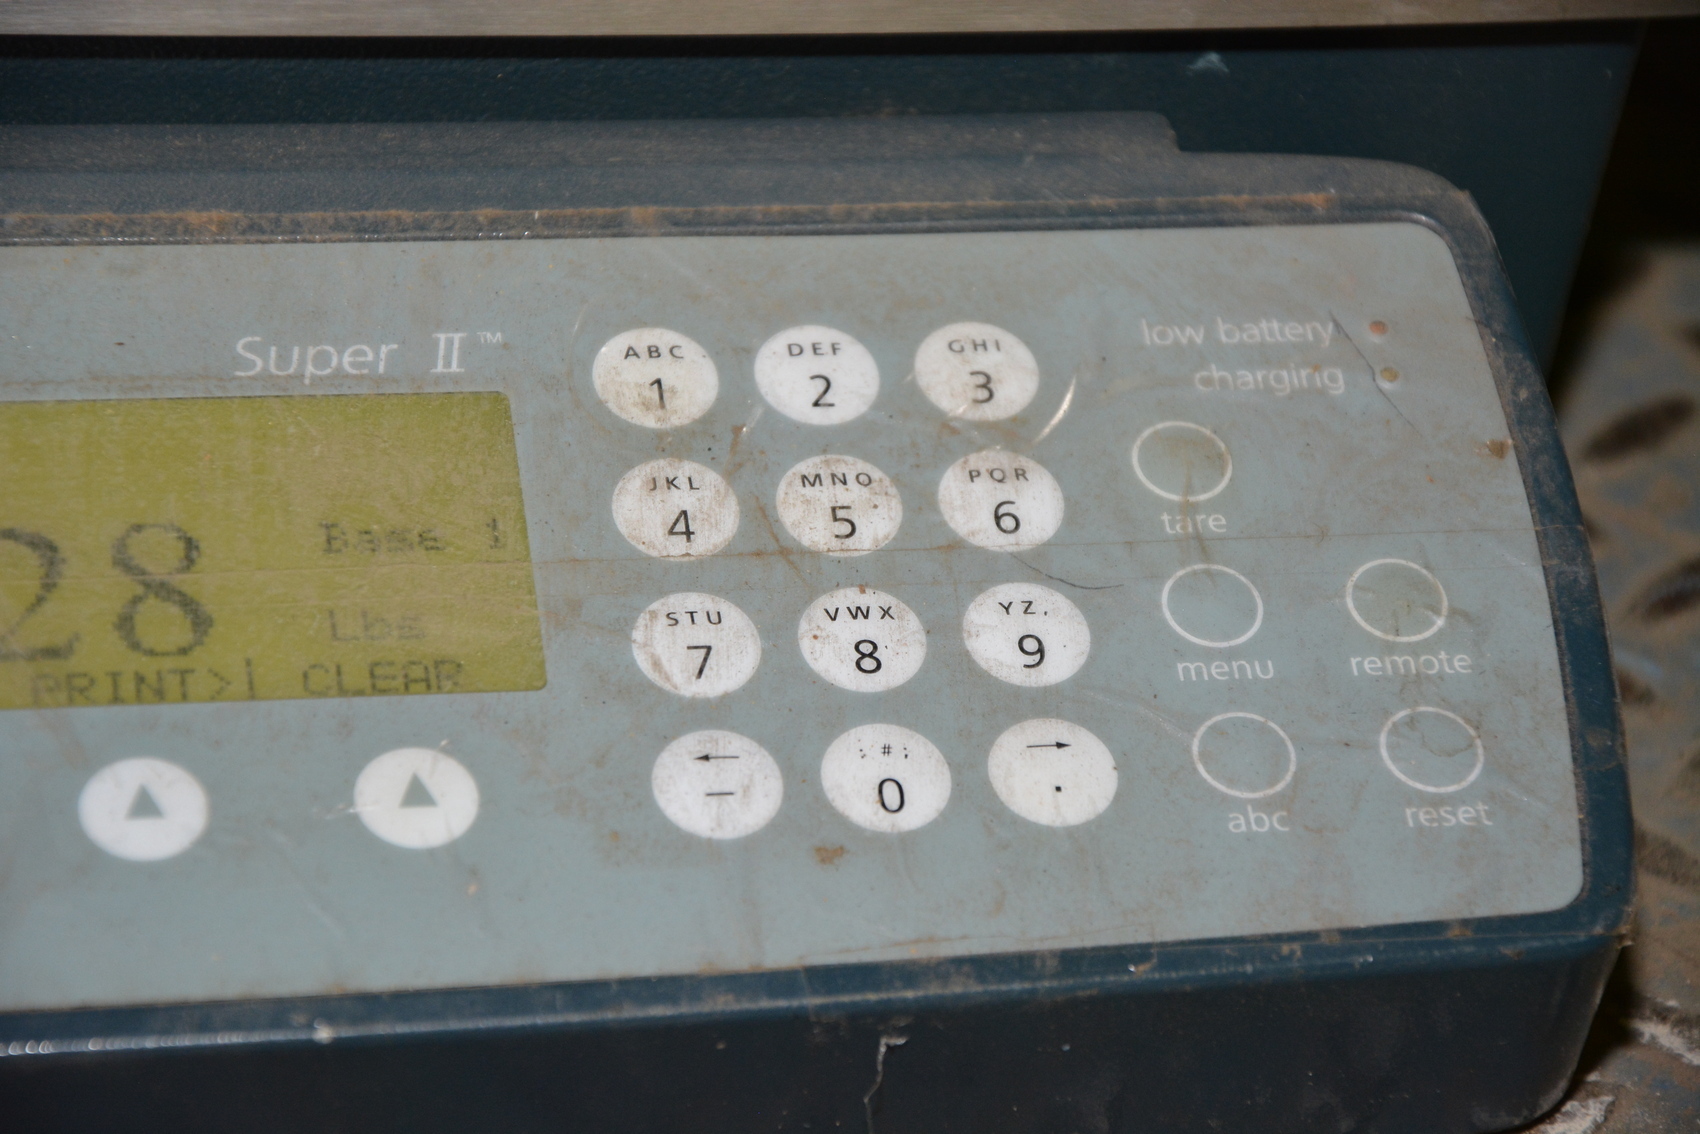 Super II™
28
Base 1
Lbs
PRINT>| CLEAR
ABC
1
DEF
2
GHI
3
JKL
4
MNO
5
PQR
6
STU
7
VWX
8
YZ,
9
←
–
:#;
0
→
.
low battery
charging
tare
menu
remote
abc
reset